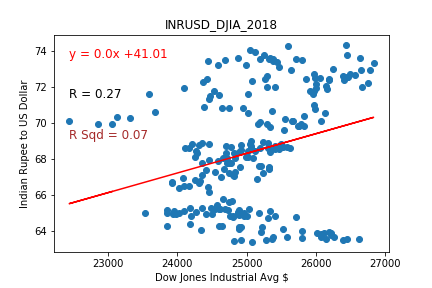 INRUSD_DJIA_2018
y = 0.0x +41.01
R = 0.27
R Sqd = 0.07
Indian Rupee to US Dollar
74
72
70
68
66
64
23000 24000 25000 26000 27000
Dow Jones Industrial Avg $